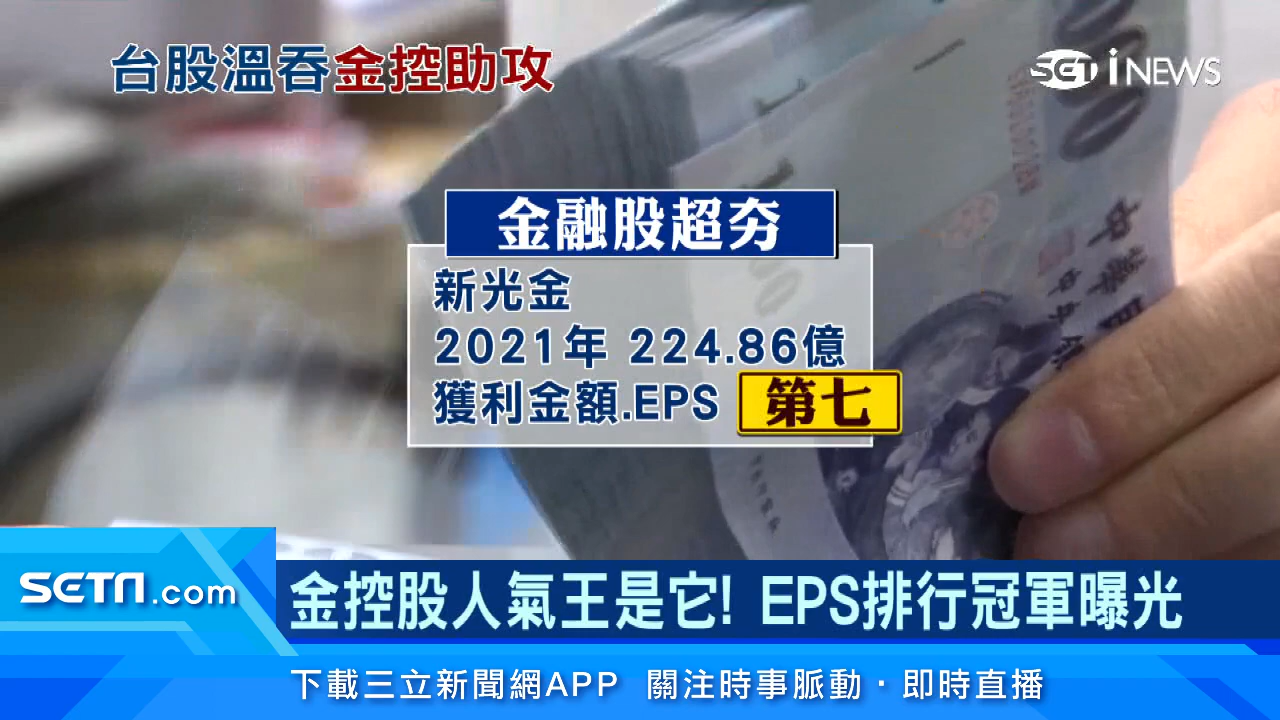 台股溫吞金控助攻
SET iNEWS
金融股超夯
新光金
2021年 224.86億
獲利金額.EPS 第七
SETN.com
金控股人氣王是它! EPS排行冠軍曝光
下載三立新聞網APP 關注時事脈動·即時直播